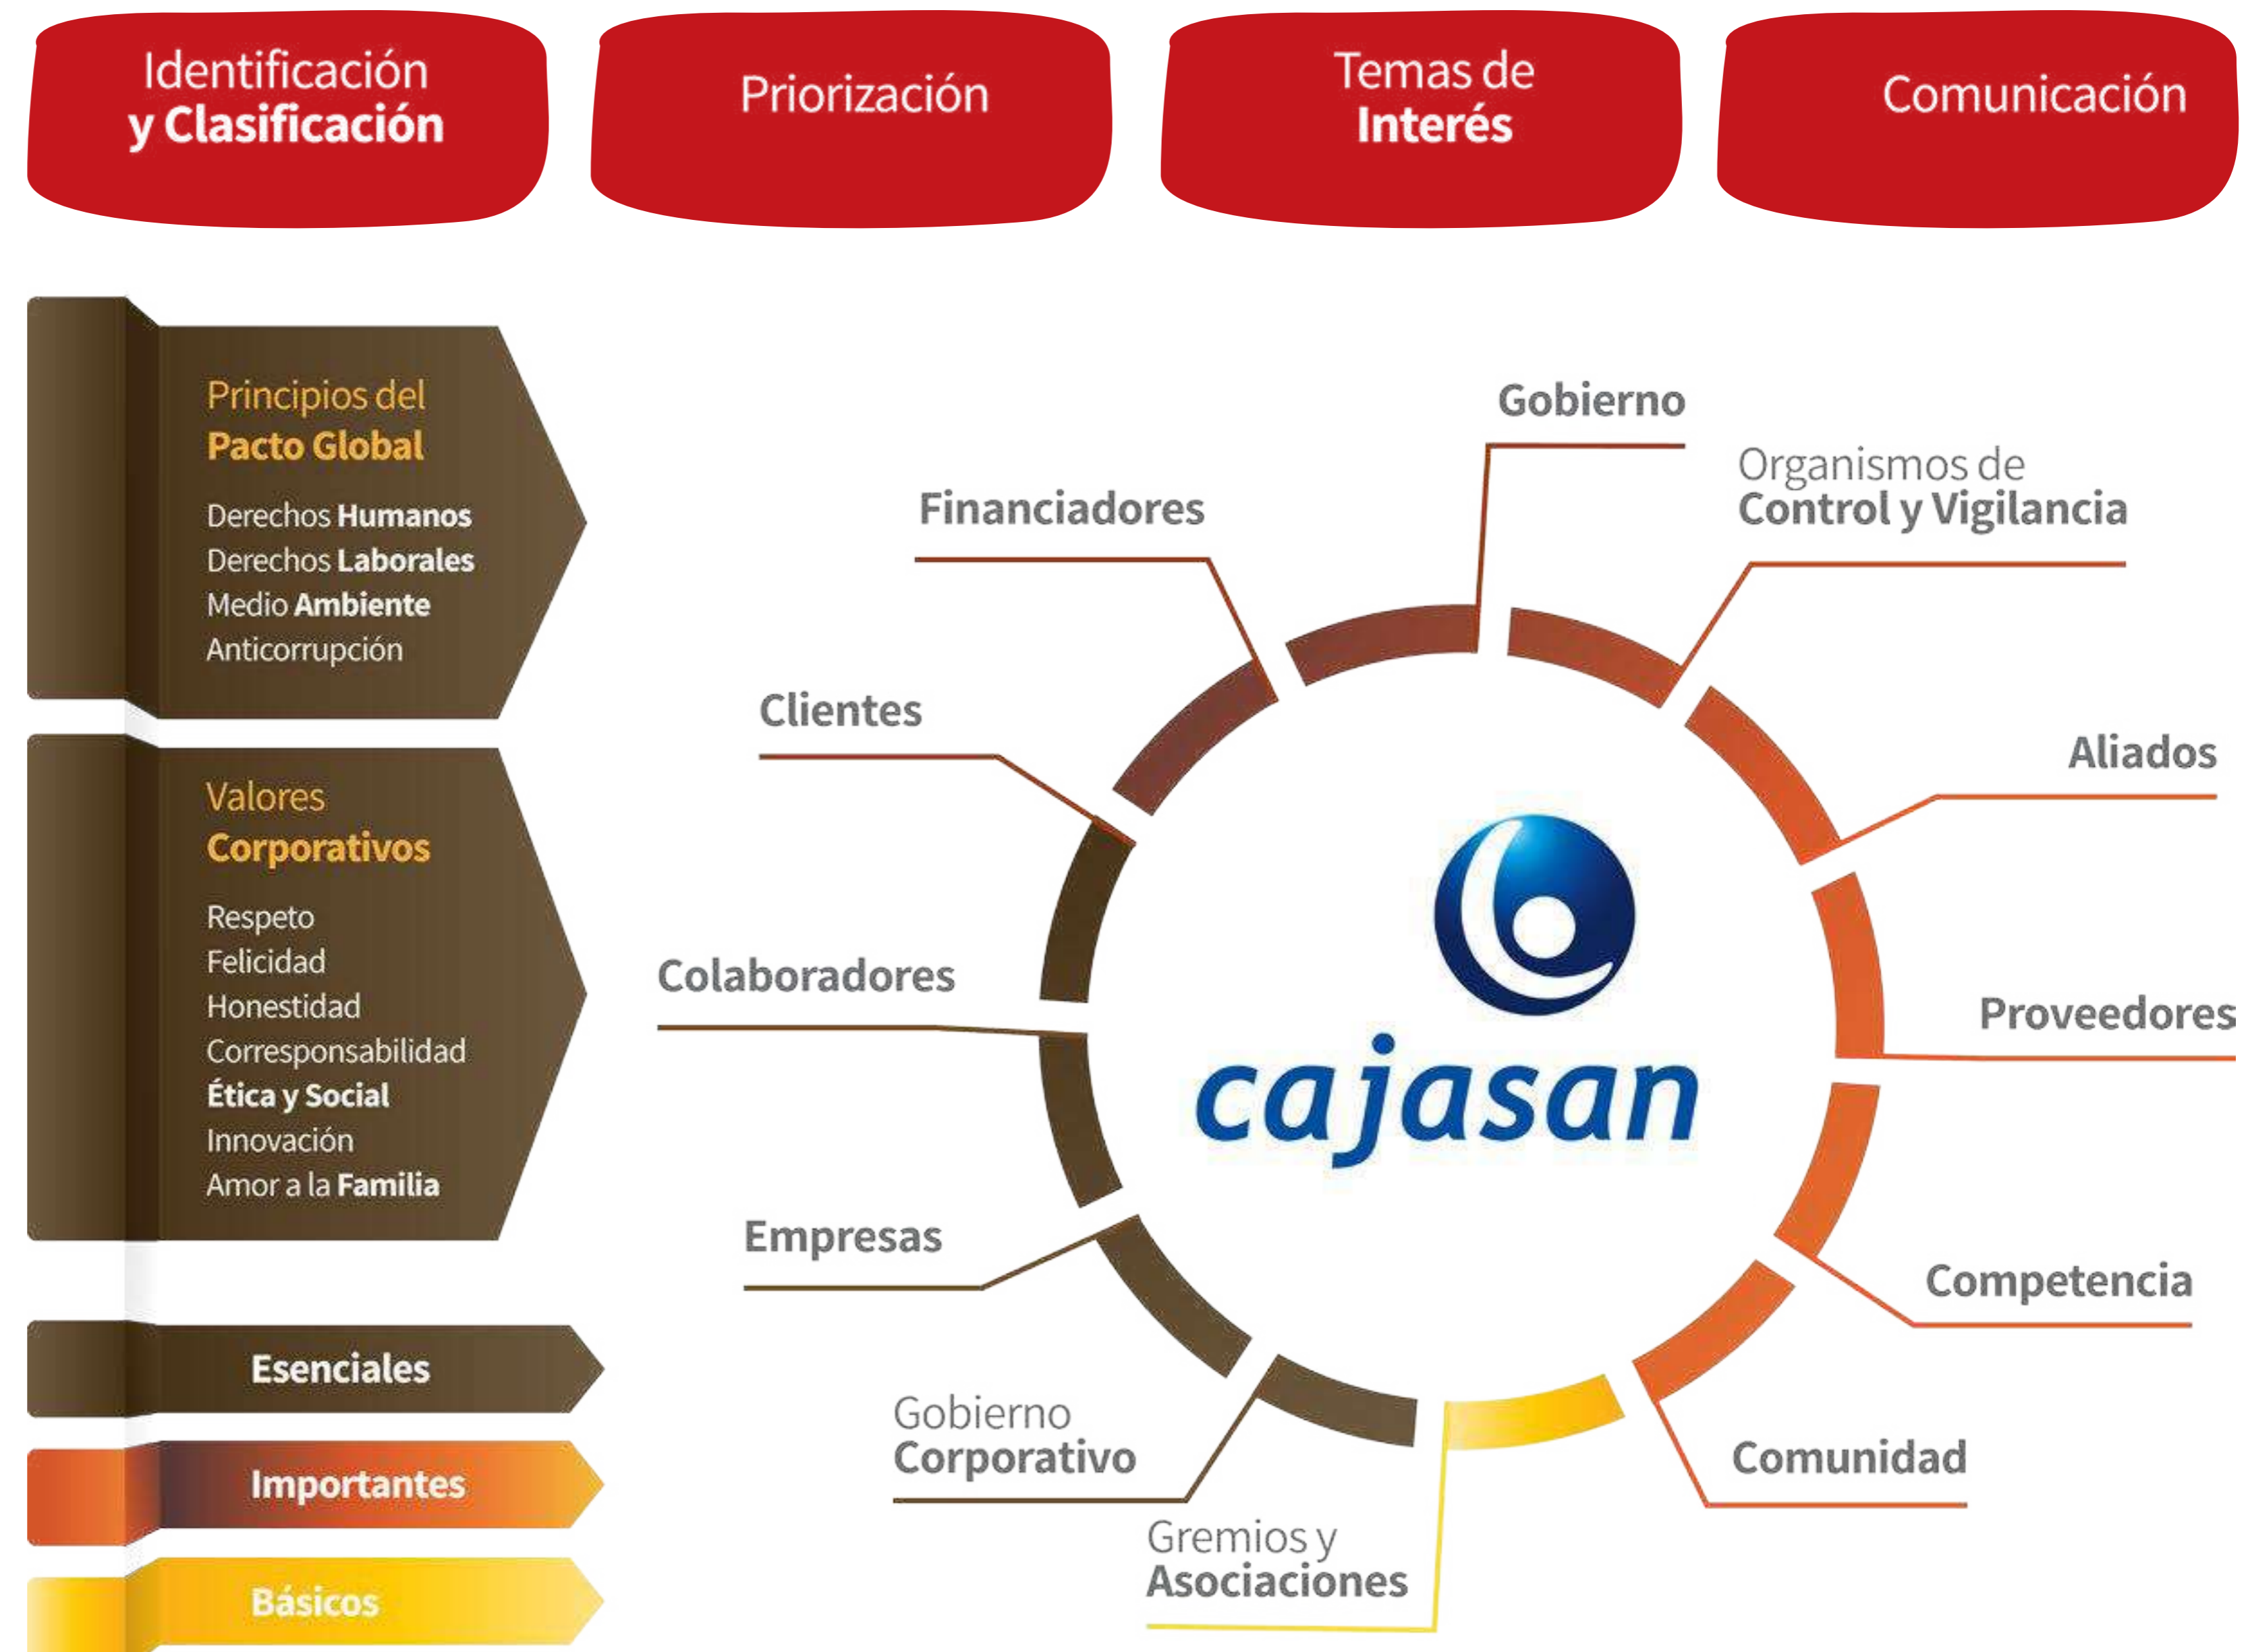 Identificación
y Clasificación
Priorización
Temas de
Interés
Comunicación
Principios del
Pacto Global
Derechos Humanos
Derechos Laborales
Medio Ambiente
Anticorrupción
Valores
Corporativos
Respeto
Felicidad
Honestidad
Corresponsabilidad
Ética y Social
Innovación
Amor a la Familia
Esenciales
Importantes
Básicos
Gobierno
Organismos de
Control y Vigilancia
Financiadores
Clientes
Aliados
Colaboradores
Proveedores
cajasan
Empresas
Competencia
Gobierno
Corporativo
Comunidad
Gremios y
Asociaciones